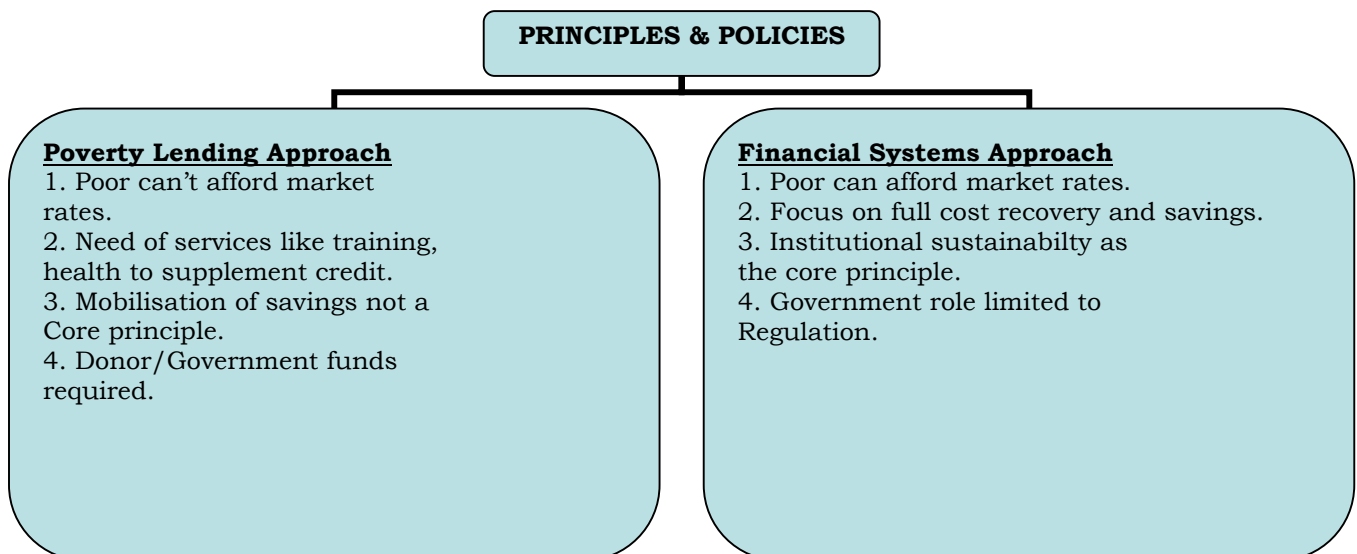 PRINCIPLES & POLICIES
Poverty Lending Approach
1. Poor can’t afford market
rates.
2. Need of services like training,
health to supplement credit.
3. Mobilisation of savings not a
Core principle.
4. Donor/Government funds
required.
Financial Systems Approach
1. Poor can afford market rates.
2. Focus on full cost recovery and savings.
3. Institutional sustainabilty as
the core principle.
4. Government role limited to
Regulation.